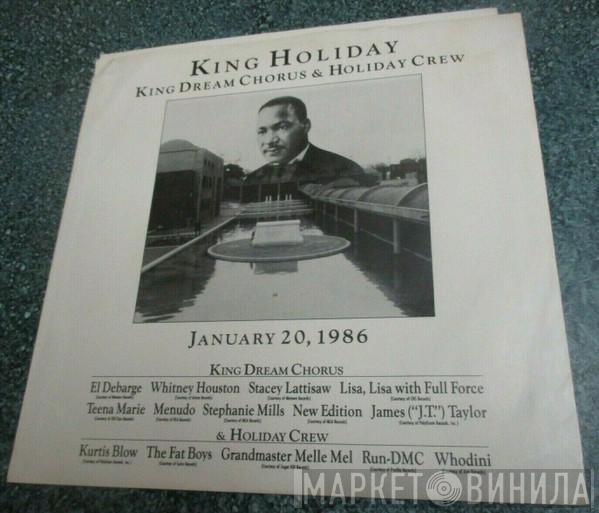 KING HOLIDAY
KING DREAM CHORUS & HOLIDAY CREW
JANUARY 20, 1986
KING DREAM CHORUS
El Debarge Whitney Houston Stacey Lattisaw Lisa, Lisa with Full Force
Teena Marie Menudo Stephanie Mills New Edition James ("J.T.") Taylor
& HOLIDAY CREW
Kurtis Blow The Fat Boys Grandmaster Melle Mel Run-DMC Whodini
МАРКЕТ ВИНИЛА